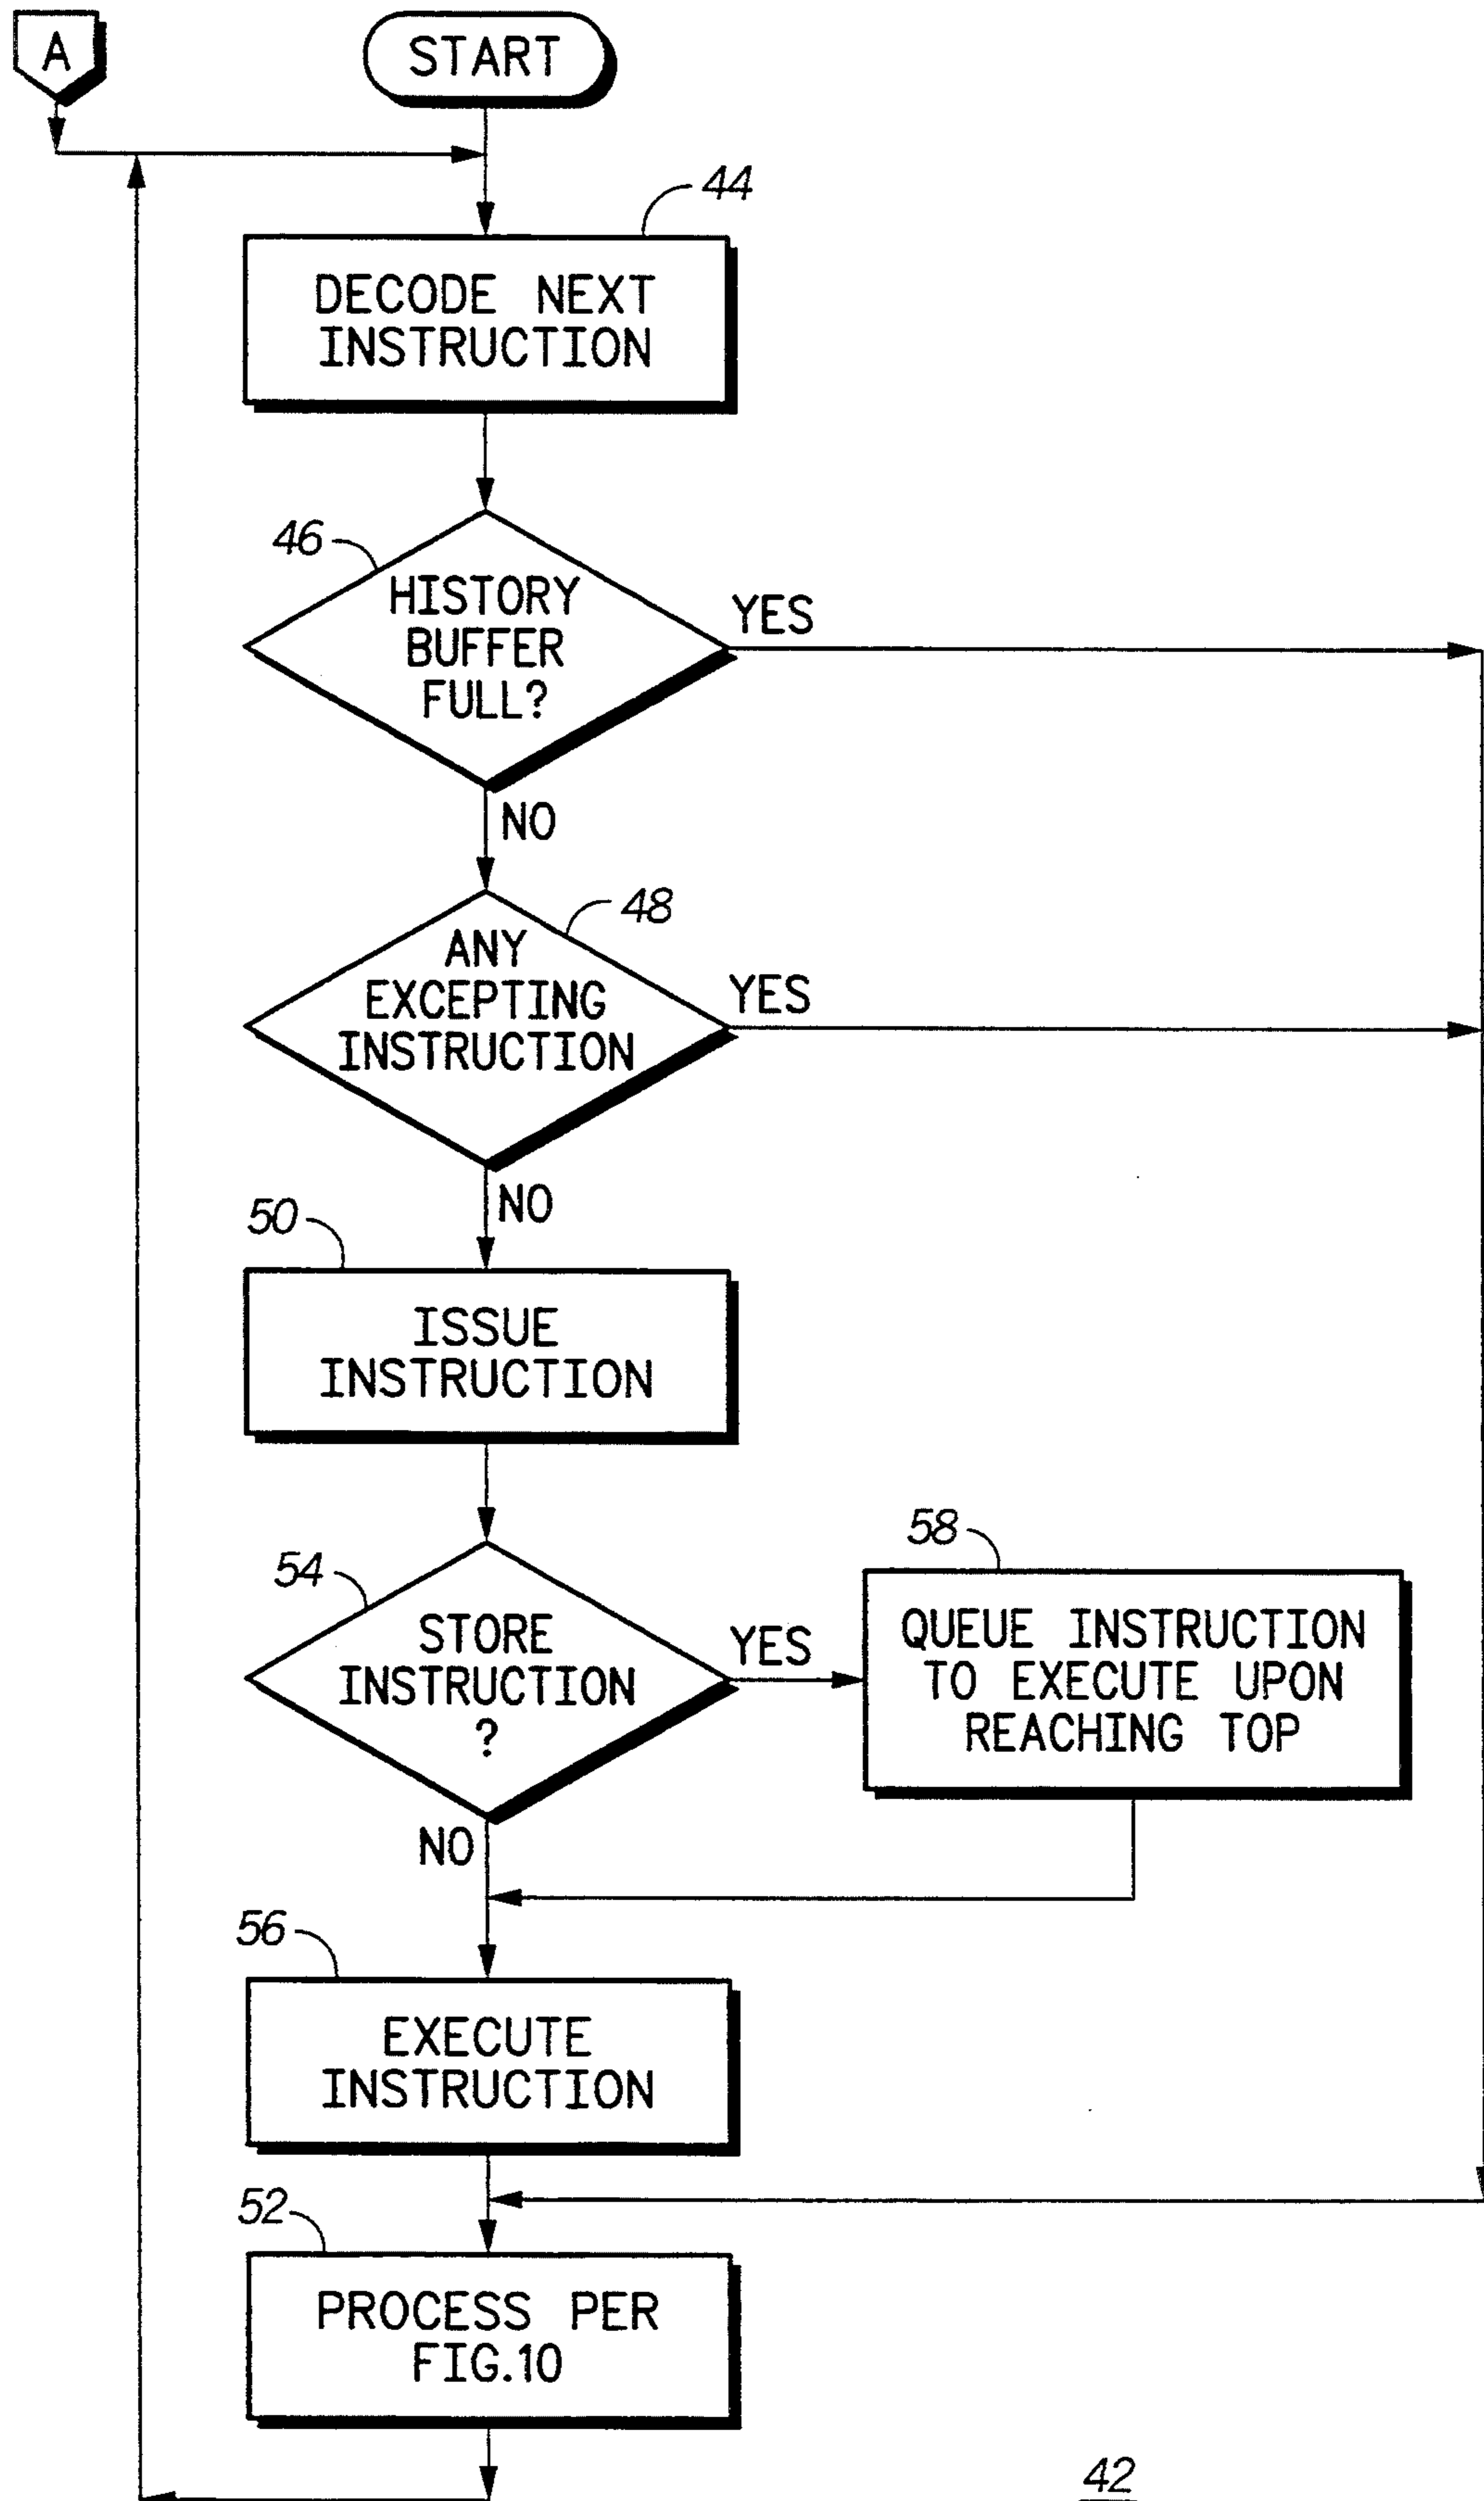 A
START
44
DECODE NEXT
INSTRUCTION
46
HISTORY
BUFFER
FULL?
YES
NO
48
ANY
EXCEPTING
INSTRUCTION
YES
NO
50
ISSUE
INSTRUCTION
54
STORE
INSTRUCTION
?
YES
58
QUEUE INSTRUCTION
TO EXECUTE UPON
REACHING TOP
NO
56
EXECUTE
INSTRUCTION
52
PROCESS PER
FIG.10
42